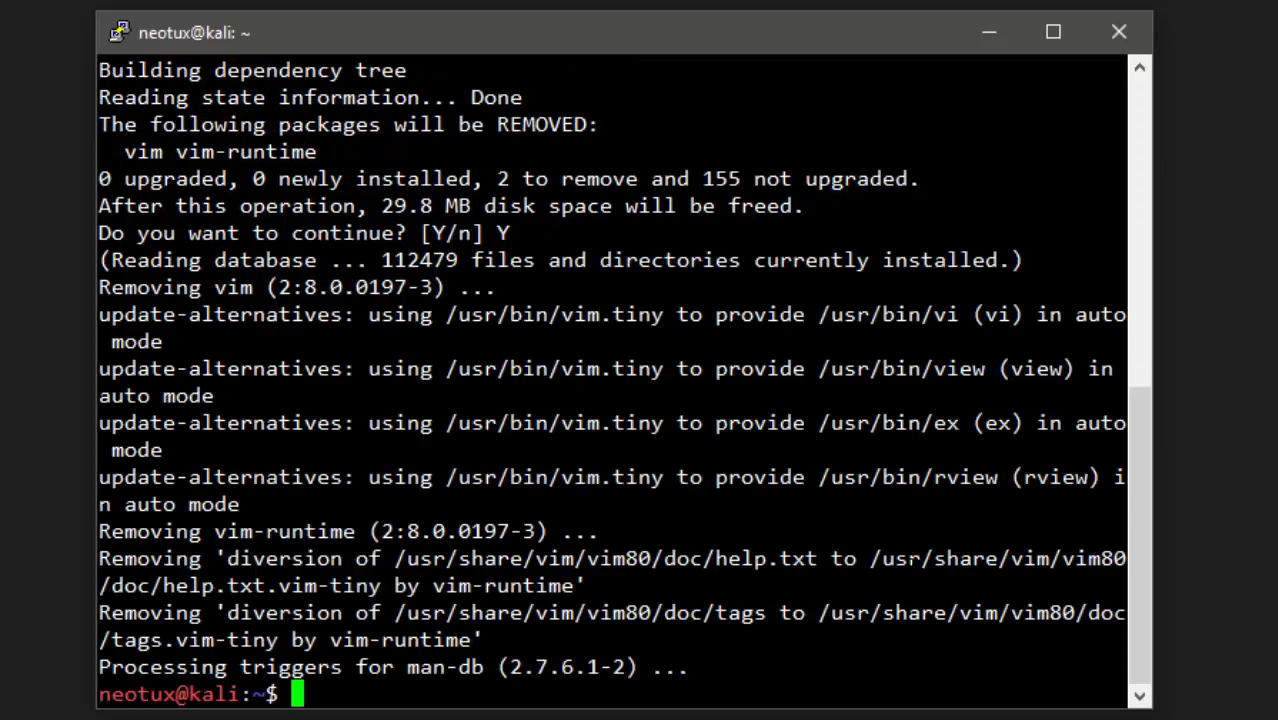 neotux@kali: ~
Building dependency tree
Reading state information... Done
The following packages will be REMOVED:
  vim vim-runtime
0 upgraded, 0 newly installed, 2 to remove and 155 not upgraded.
After this operation, 29.8 MB disk space will be freed.
Do you want to continue? [Y/n] Y
(Reading database ... 112479 files and directories currently installed.)
Removing vim (2:8.0.0197-3) ...
update-alternatives: using /usr/bin/vim.tiny to provide /usr/bin/vi (vi) in auto
 mode
update-alternatives: using /usr/bin/vim.tiny to provide /usr/bin/view (view) in
auto mode
update-alternatives: using /usr/bin/vim.tiny to provide /usr/bin/ex (ex) in auto
 mode
update-alternatives: using /usr/bin/vim.tiny to provide /usr/bin/rview (rview) i
n auto mode
Removing vim-runtime (2:8.0.0197-3) ...
Removing 'diversion of /usr/share/vim/vim80/doc/help.txt to /usr/share/vim/vim80
/doc/help.txt.vim-tiny by vim-runtime'
Removing 'diversion of /usr/share/vim/vim80/doc/tags to /usr/share/vim/vim80/doc
/tags.vim-tiny by vim-runtime'
Processing triggers for man-db (2.7.6.1-2) ...
neotux@kali:~$